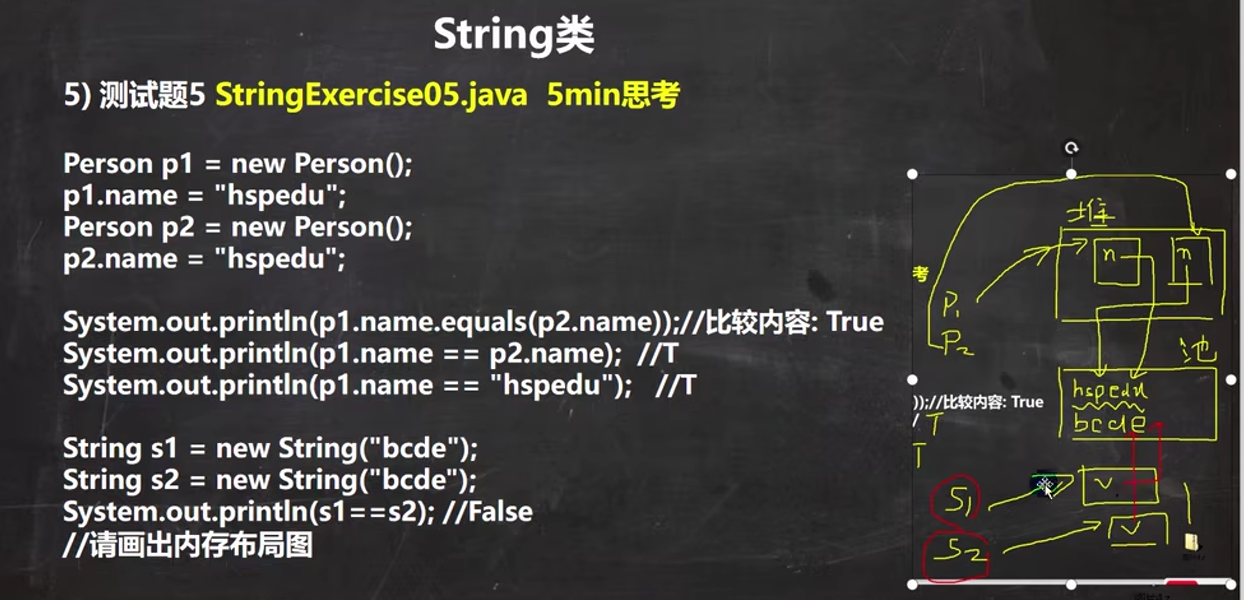 String类
5) 测试题5 StringExercise05.java 5min思考
Person p1 = new Person();
p1.name = "hspedu";
Person p2 = new Person();
p2.name = "hspedu";
System.out.println(p1.name.equals(p2.name));//比较内容: True
System.out.println(p1.name == p2.name); //T
System.out.println(p1.name == "hspedu"); //T
String s1 = new String("bcde");
String s2 = new String("bcde");
System.out.println(s1==s2); //False
//请画出内存布局图
堆
n n
考
P1
P2
池
hspedu
bcde
));//比较内容: True
/ T
T
S1
v
S2
v